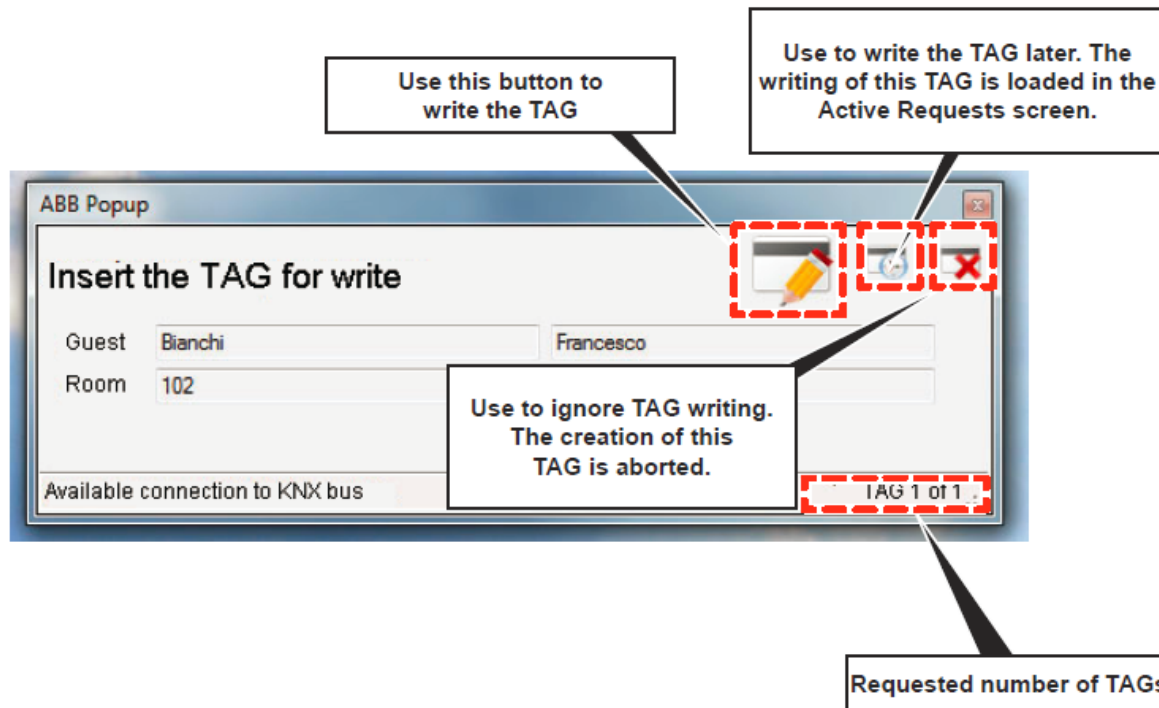 Use to write the TAG later. The
writing of this TAG is loaded in the
Active Requests screen.
Use this button to
write the TAG
ABB Popup
Insert the TAG for write
Guest Bianchi Francesco
Room 102
Use to ignore TAG writing.
The creation of this
TAG is aborted.
Available connection to KNX bus
TAG 1 of 1
Requested number of TAGs